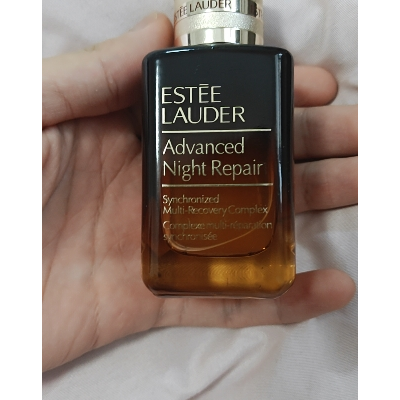 ESTĒE LAUDER
ESTĒE
LAUDER
Advanced
Night Repair
Synchronized
Multi-Recovery Complex
Complexe multi-réparation
synchronisée